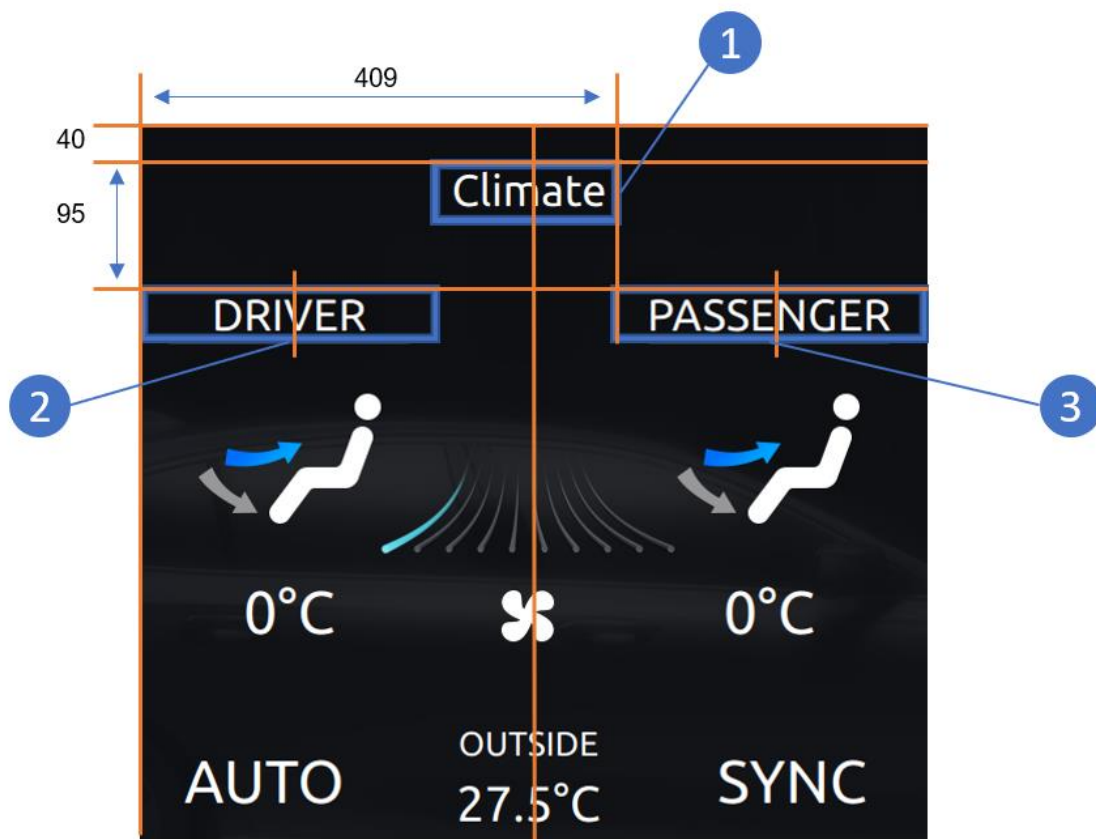 1
409
40
Climate
95
DRIVER PASSENGER
2 3
0°C 0°C
OUTSIDE
AUTO 27.5°C SYNC